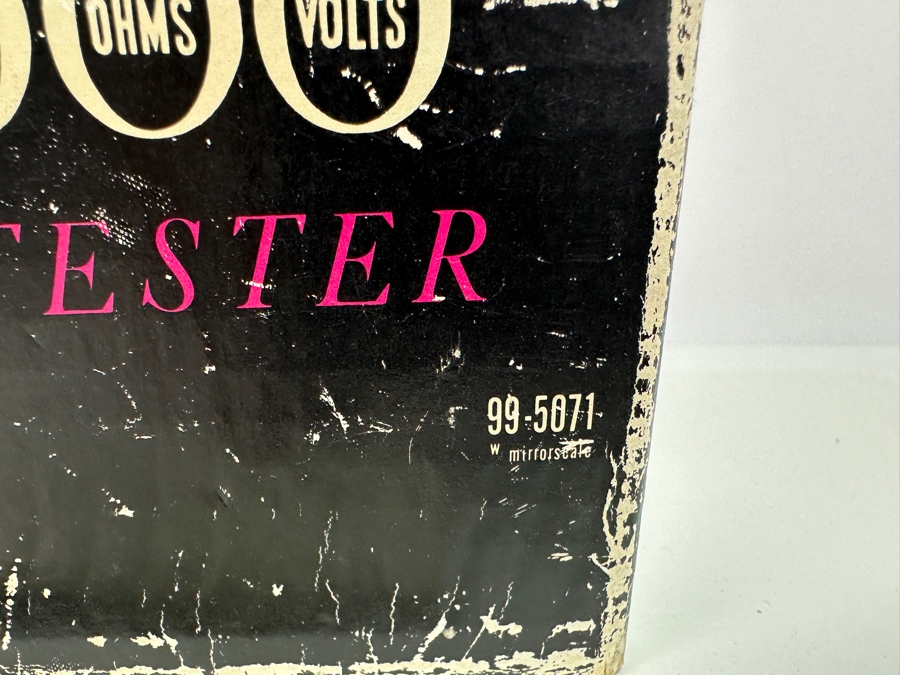 OHMS VOLTS
TESTER
99-5071
w mirrorscale